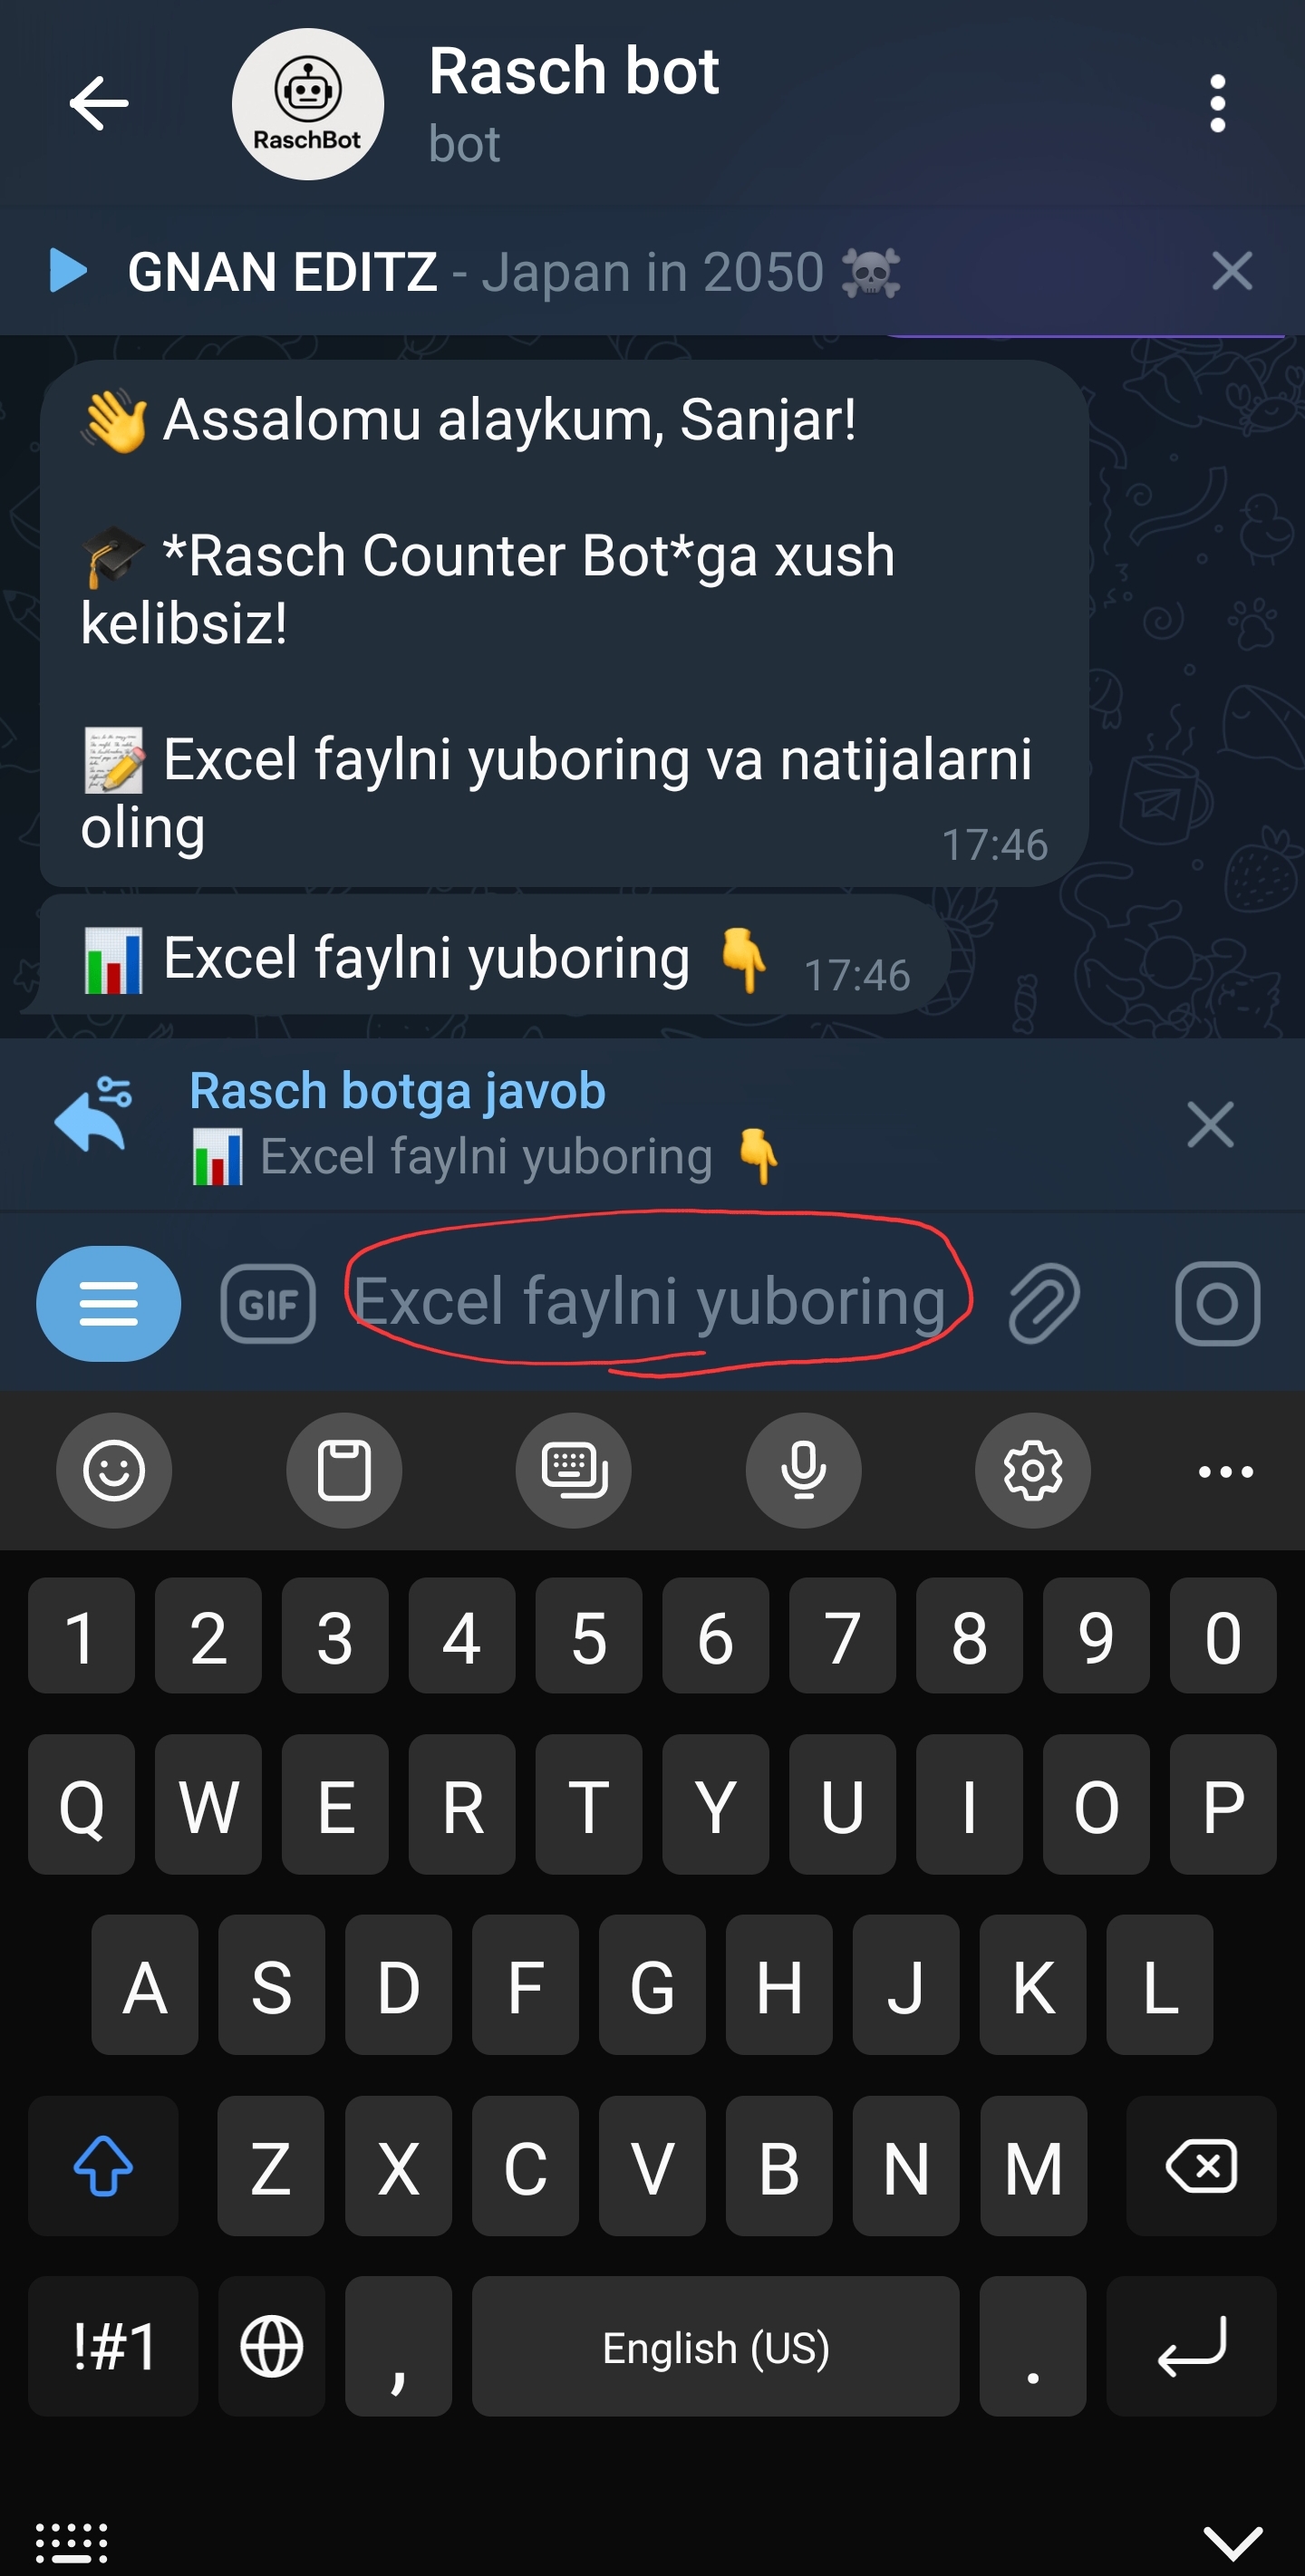 Rasch bot
bot
RaschBot
GNAN EDITZ - Japan in 2050 ☠️
👋 Assalomu alaykum, Sanjar!
🎓 *Rasch Counter Bot*ga xush
kelibsiz!
📝 Excel faylni yuboring va natijalarni
oling
17:46
📊 Excel faylni yuboring 👇 17:46
Rasch botga javob
📊 Excel faylni yuboring 👇
GIF Excel faylni yuboring
1 2 3 4 5 6 7 8 9 0
Q W E R T Y U I O P
A S D F G H J K L
Z X C V B N M
!#1 , English (US) .